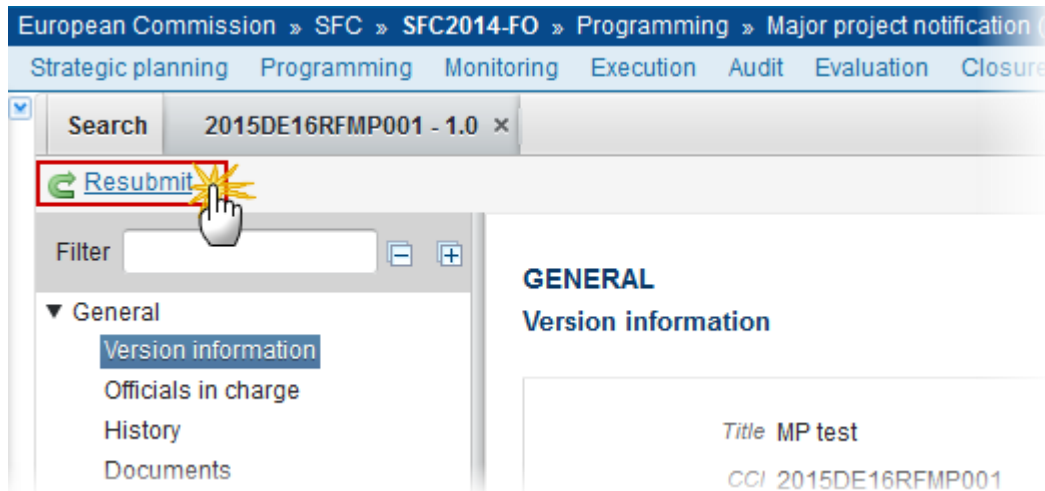 European Commission » SFC » SFC2014-FO » Programming » Major project notification (
Strategic planning Programming Monitoring Execution Audit Evaluation Closure
Search 2015DE16RFMP001 - 1.0 ×
Resubmit
Filter
GENERAL
▼ General
Version information
Version information
Officials in charge
History
Title MP test
Documents
CCI 2015DE16RFMP001